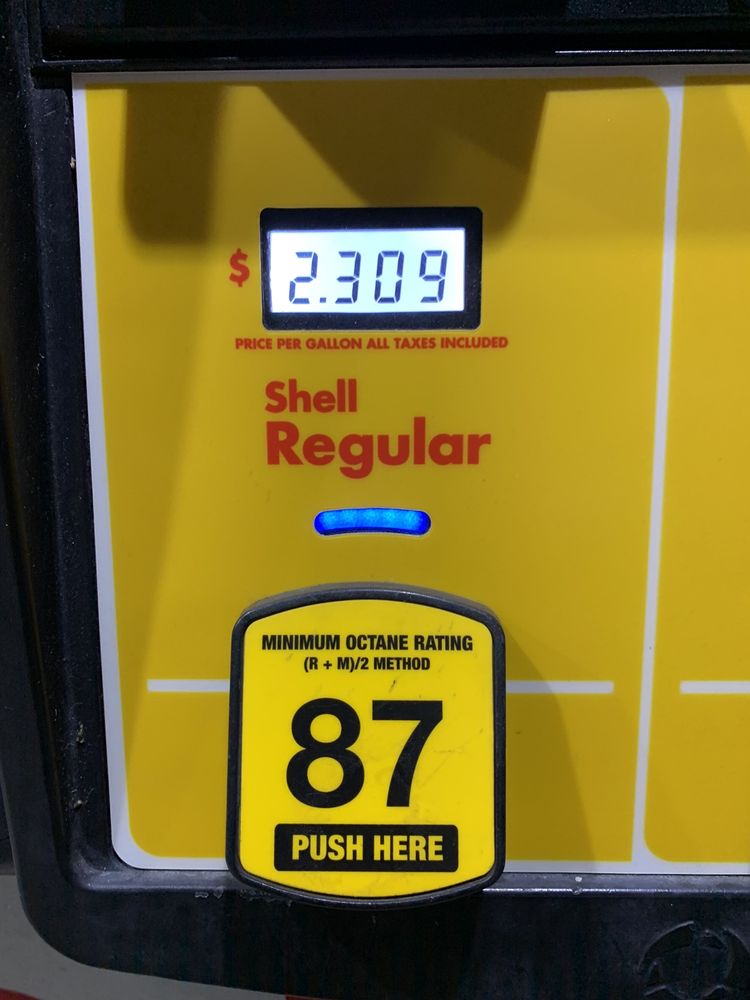 $ 2.309
PRICE PER GALLON ALL TAXES INCLUDED
Shell
Regular
MINIMUM OCTANE RATING
(R + M)/2 METHOD
87
PUSH HERE